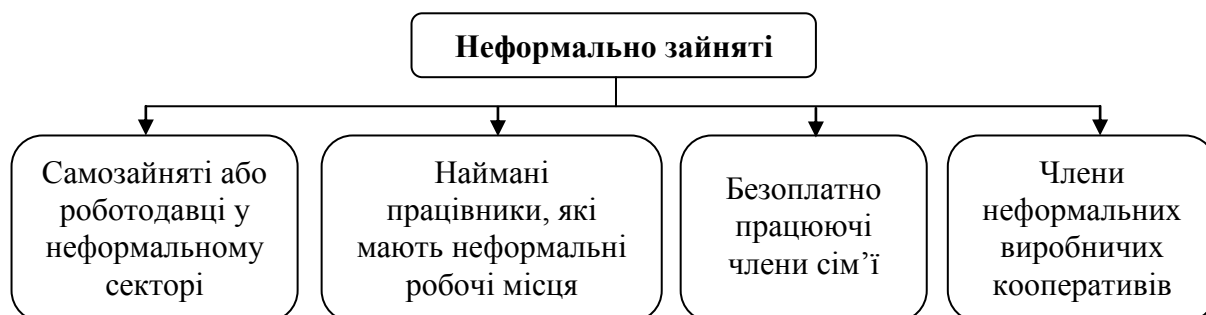 Неформально зайняті
Самозайняті або
роботодавці у
неформальному
секторі
Наймані
працівники, які
мають неформальні
робочі місця
Безоплатно
працюючі
члени сім’ї
Члени
неформальних
виробничих
кооперативів